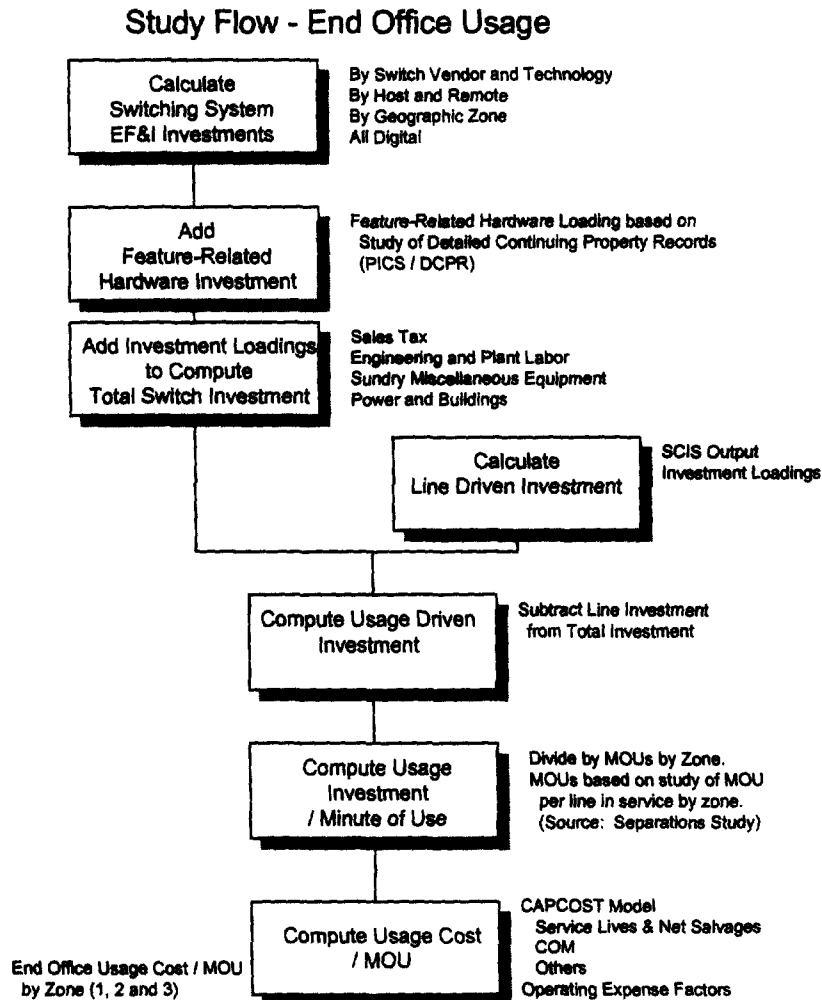 Study Flow - End Office Usage
Calculate
Switching System
EF&I Investments
By Switch Vendor and Technology
By Host and Remote
By Geographic Zone
All Digital
Add
Feature-Related
Hardware Investment
Feature-Related Hardware Loading based on
Study of Detailed Continuing Property Records
(PICS / DCPR)
Add Investment Loadings
to Compute
Total Switch Investment
Sales Tax
Engineering and Plant Labor
Sundry Miscellaneous Equipment
Power and Buildings
Calculate
Line Driven Investment
SCIS Output
Investment Loadings
Compute Usage Driven
Investment
Subtract Line Investment
from Total Investment
Compute Usage
Investment
/ Minute of Use
Divide by MOUs by Zone.
MOUs based on study of MOU
per line in service by zone.
(Source: Separations Study)
Compute Usage Cost
/ MOU
CAPCOST Model
Service Lives & Net Salvages
COM
Others
Operating Expense Factors
End Office Usage Cost / MOU
by Zone (1, 2 and 3)